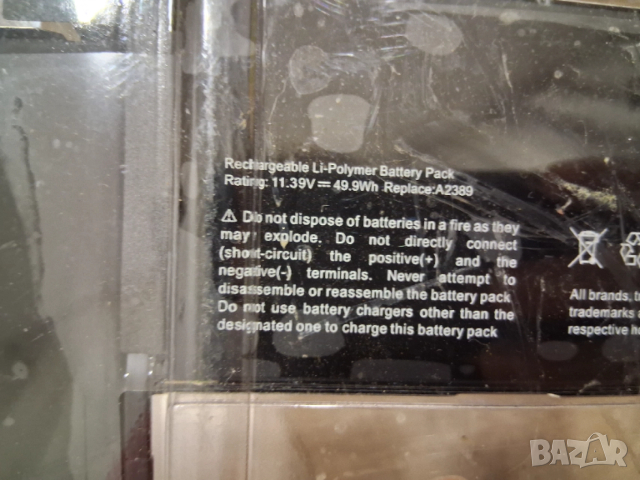 Rechargeable Li-Polymer Battery Pack
Rating: 11.39V⎓49.9Wh Replace:A2389
⚠ Do not dispose of batteries in a fire as they
may explode. Do not directly connect
(short-circuit) the positive(+) and the
negative(-) terminals. Never attempt to
disassemble or reassemble the battery pack
Do not use battery chargers other than the
designated one to charge this battery pack
All brands,
trademarks
respective
BAZAR